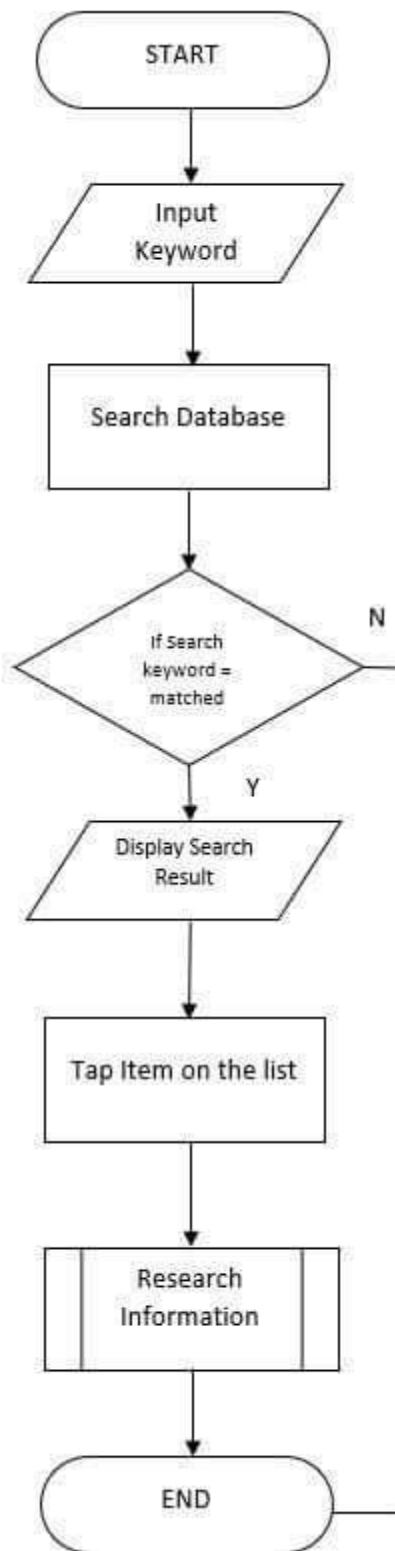 START
Input
Keyword
Search Database
If Search
keyword =
matched
N
Y
Display Search
Result
Tap Item on the list
Research
Information
END